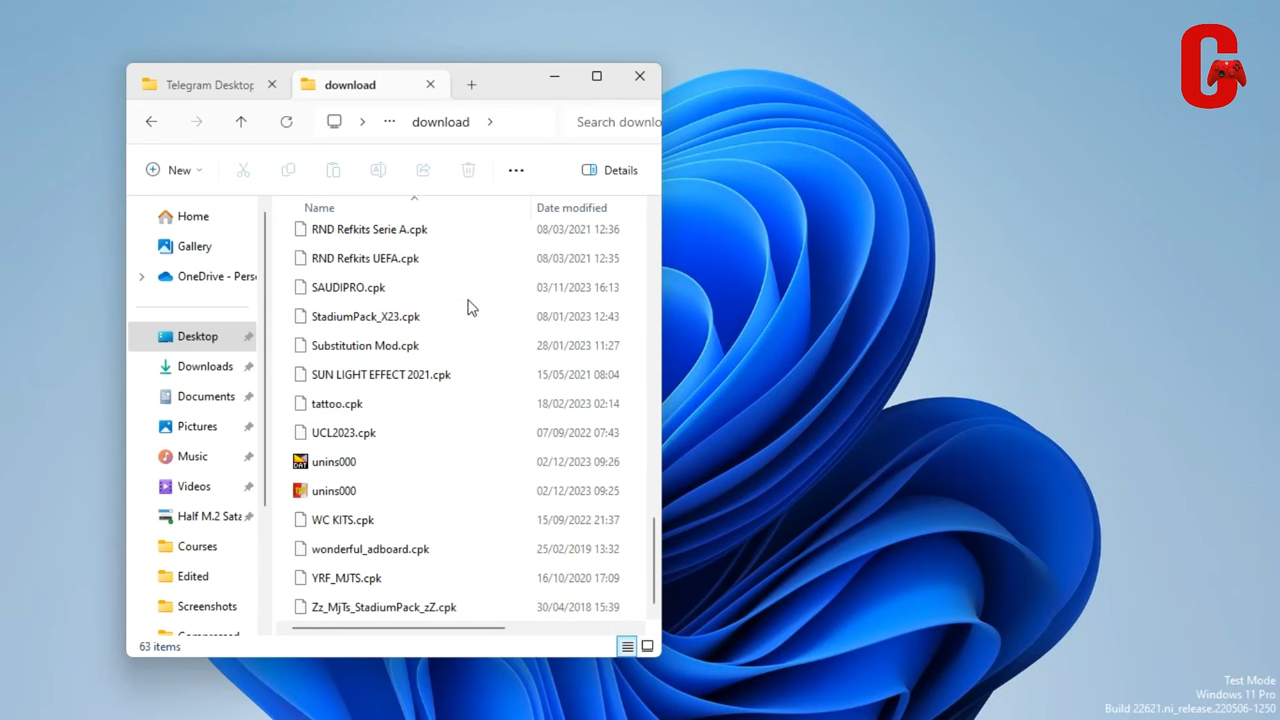 Telegram Desktop
download
download
Search downlo
New
Details
Name
Date modified
Home
Gallery
OneDrive - Pers
Desktop
Downloads
Documents
Pictures
Music
Videos
Half M.2 Sata
Courses
Edited
Screenshots
Compressed
RND Refkits Serie A.cpk 08/03/2021 12:36
RND Refkits UEFA.cpk 08/03/2021 12:35
SAUDIPRO.cpk 03/11/2023 16:13
StadiumPack_X23.cpk 08/01/2023 12:43
Substitution Mod.cpk 28/01/2023 11:27
SUN LIGHT EFFECT 2021.cpk 15/05/2021 08:04
tattoo.cpk 18/02/2023 02:14
UCL2023.cpk 07/09/2022 07:43
unins000 02/12/2023 09:26
unins000 02/12/2023 09:25
WC KITS.cpk 15/09/2022 21:37
wonderful_adboard.cpk 25/02/2019 13:32
YRF_MJTS.cpk 16/10/2020 17:09
Zz_MjTs_StadiumPack_zZ.cpk 30/04/2018 15:39
63 items
DAT
G
Test Mode
Windows 11 Pro
Build 22621.ni_release.220506-1250